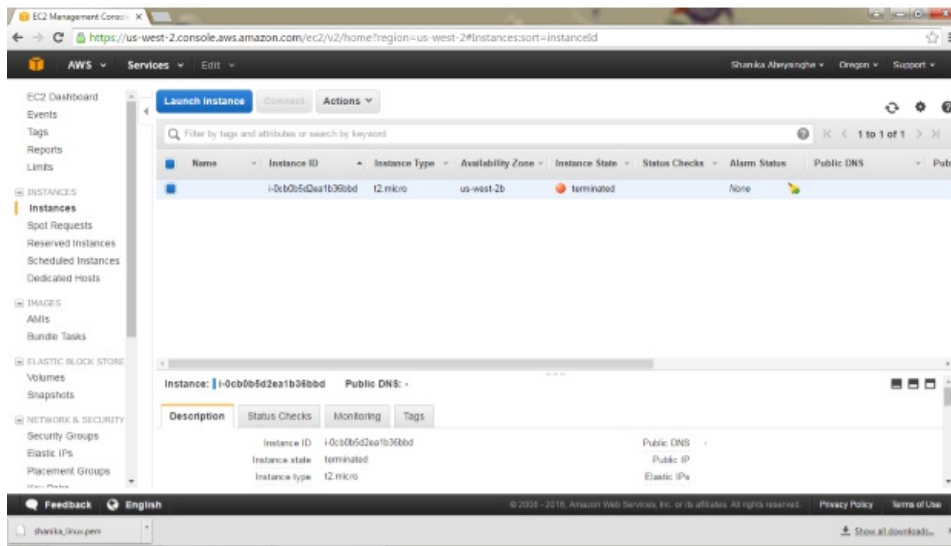 EC2 Management Consol
https://us-west-2.console.aws.amazon.com/ec2/v2/home?region=us-west-2#Instances:sort=instanceId
AWS Services Edit Shanika Abeysinghe Oregon Support
EC2 Dashboard
Events
Tags
Reports
Limits
INSTANCES
Instances
Spot Requests
Reserved Instances
Scheduled Instances
Dedicated Hosts
IMAGES
AMIs
Bundle Tasks
ELASTIC BLOCK STORE
Volumes
Snapshots
NETWORK & SECURITY
Security Groups
Elastic IPs
Placement Groups
Launch Instance Connect Actions
Filter by tags and attributes or search by keyword 1 to 1 of 1
Name Instance ID Instance Type Availability Zone Instance State Status Checks Alarm Status Public DNS Pub
i-0cb0b5d2ea1b36bbd t2.micro us-west-2b terminated None
Instance: i-0cb0b5d2ea1b36bbd Public DNS: -
Description Status Checks Monitoring Tags
Instance ID i-0cb0b5d2ea1b36bbd Public DNS -
Instance state terminated Public IP
Instance type t2.micro Elastic IPs
Feedback English © 2008 - 2016, Amazon Web Services, Inc. or its affiliates. All rights reserved. Privacy Policy Terms of Use
shanika_linux.pem Show all downloads...